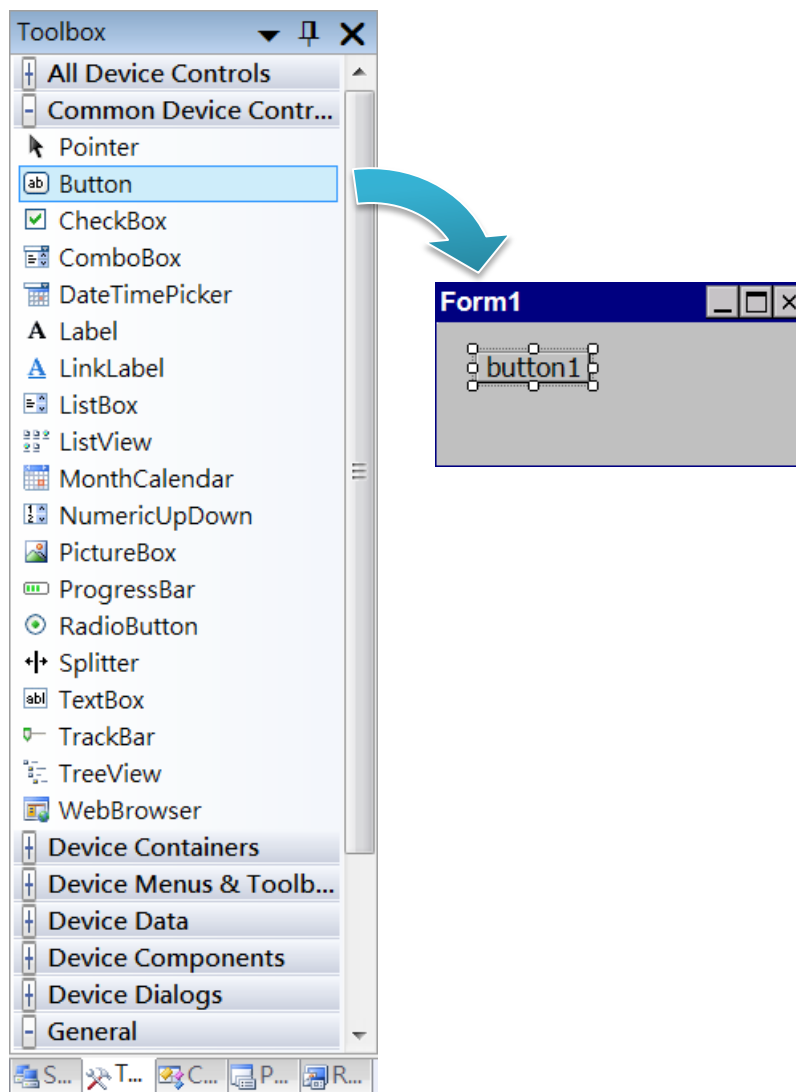 Toolbox
All Device Controls
Common Device Contr...
Pointer
Button
CheckBox
ComboBox
DateTimePicker
A Label
A LinkLabel
ListBox
ListView
MonthCalendar
NumericUpDown
PictureBox
ProgressBar
RadioButton
Splitter
abl TextBox
TrackBar
TreeView
WebBrowser
Device Containers
Device Menus & Toolb...
Device Data
Device Components
Device Dialogs
General
S... T... C... P... R...
Form1
button1